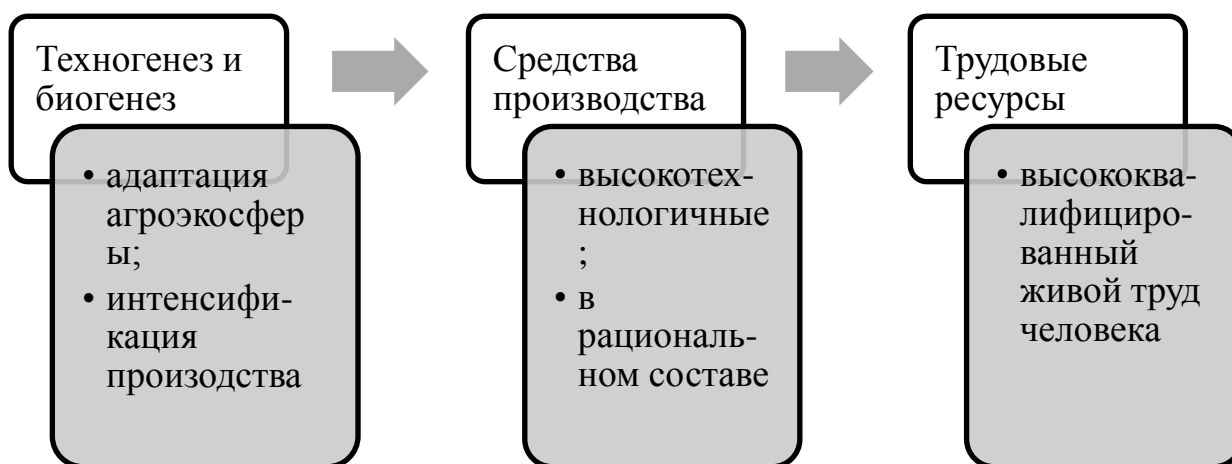 Техногенез и
биогенез
• адаптация
агроэкосфер
ы;
• интенсифи-
кация
произодства
Средства
производства
• высокотех-
нологичные
;
• в
рациональ-
ном составе
Трудовые
ресурсы
• высококва-
лифициро-
ванный
живой труд
человека